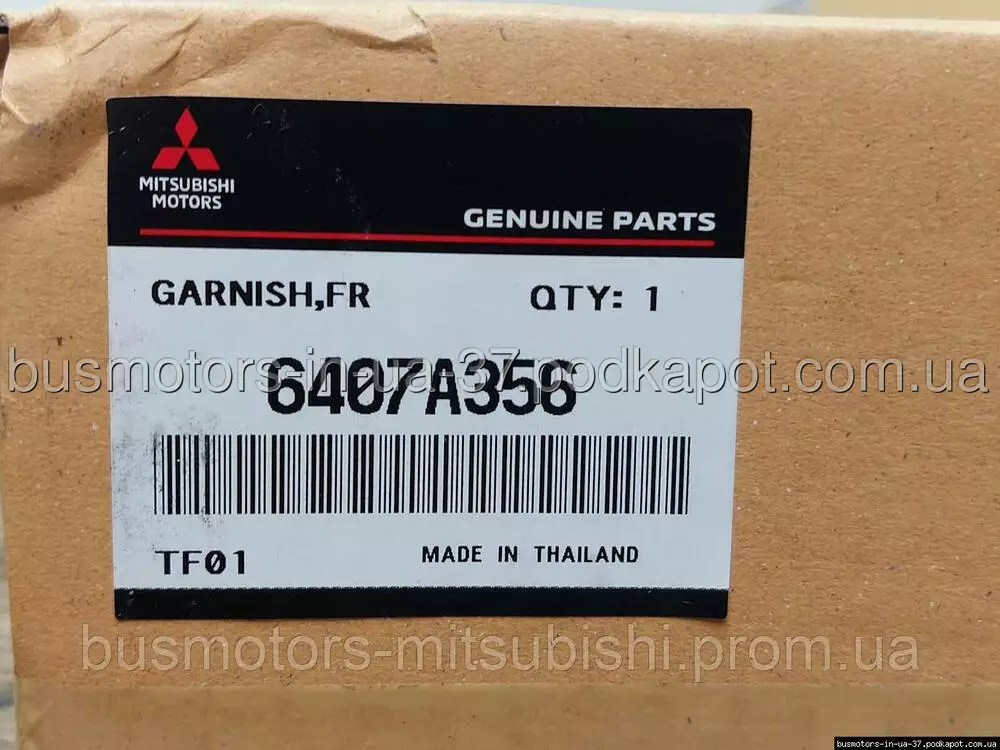 MITSUBISHI
MOTORS
GENUINE PARTS
GARNISH,FR
QTY: 1
busmotors-in-ua-37.podkapot.com.ua
6407A356
TF01
MADE IN THAILAND
busmotors-mitsubishi.prom.ua
busmotors-in-ua-37.podkapot.com.ua